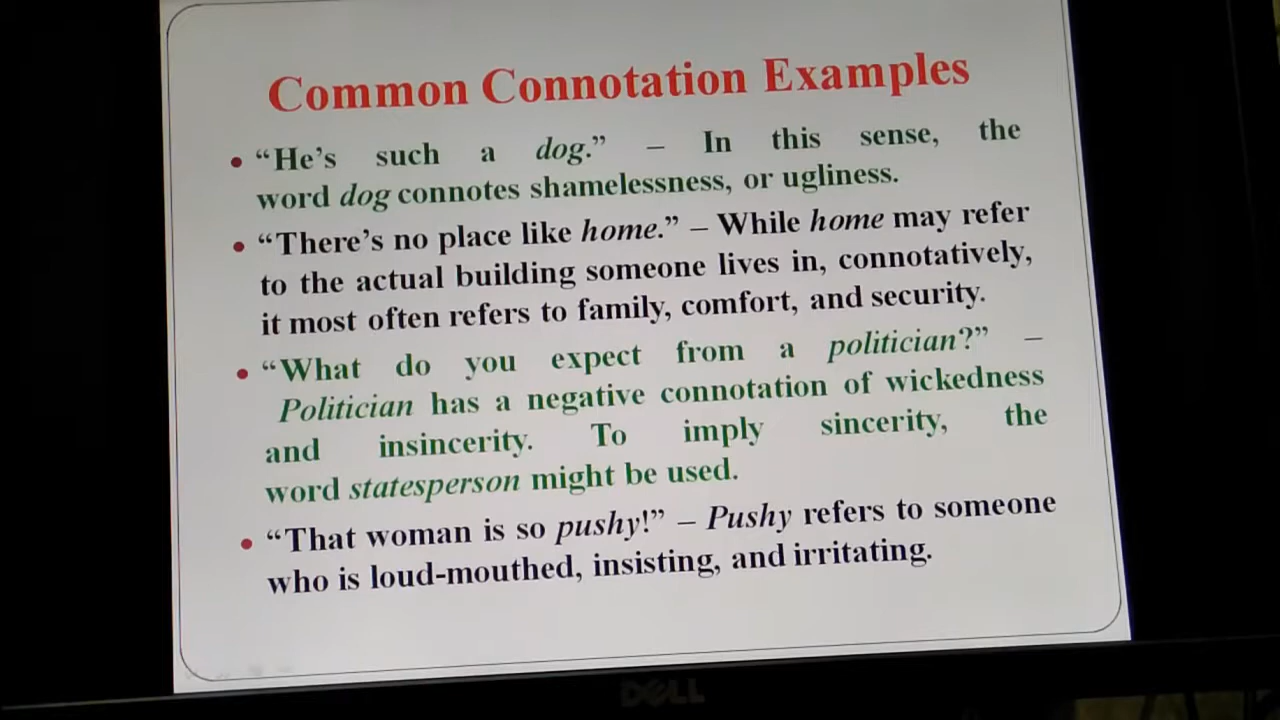 Common Connotation Examples
• “He’s such a dog.” – In this sense, the
word dog connotes shamelessness, or ugliness.
• “There’s no place like home.” – While home may refer
to the actual building someone lives in, connotatively,
it most often refers to family, comfort, and security.
• “What do you expect from a politician?” –
Politician has a negative connotation of wickedness
and insincerity. To imply sincerity, the
word statesperson might be used.
• “That woman is so pushy!” – Pushy refers to someone
who is loud-mouthed, insisting, and irritating.
DELL